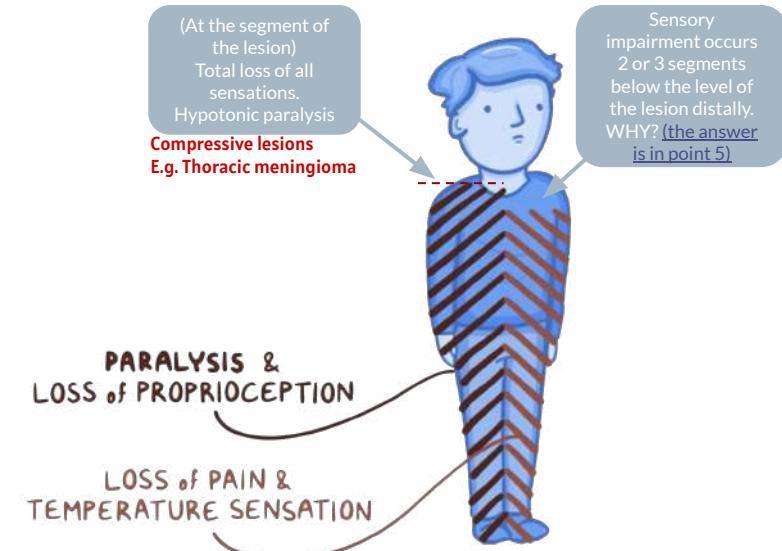 (At the segment of
the lesion)
Total loss of all
sensations.
Hypotonic paralysis
Compressive lesions
E.g. Thoracic meningioma
Sensory
impairment occurs
2 or 3 segments
below the level of
the lesion distally.
WHY? (the answer
is in point 5)
PARALYSIS &
LOSS of PROPRIOCEPTION
LOSS of PAIN &
TEMPERATURE SENSATION